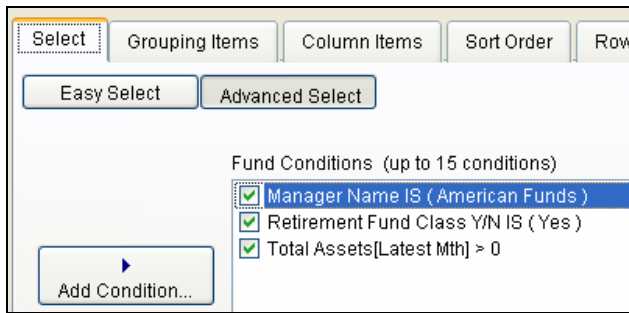 Select Grouping Items Column Items Sort Order Row
Easy Select Advanced Select
Fund Conditions (up to 15 conditions)
Manager Name IS ( American Funds )
Retirement Fund Class Y/N IS ( Yes )
Total Assets[Latest Mth] > 0
Add Condition...